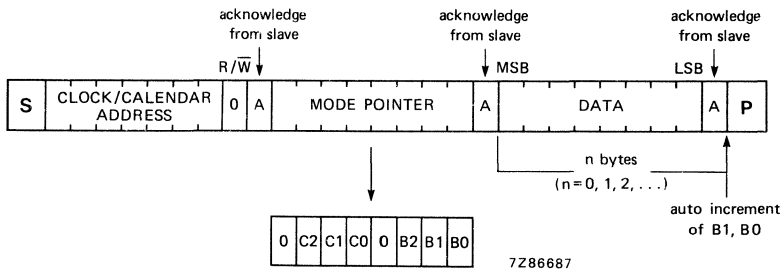 acknowledge from slave
acknowledge from slave
acknowledge from slave
R/W̅
MSB
LSB
S
CLOCK/CALENDAR ADDRESS
0
A
MODE POINTER
A
DATA
A
P
n bytes
(n=0, 1, 2, . . .)
auto increment
of B1, B0
0 C2 C1 C0 0 B2 B1 B0
7Z86687